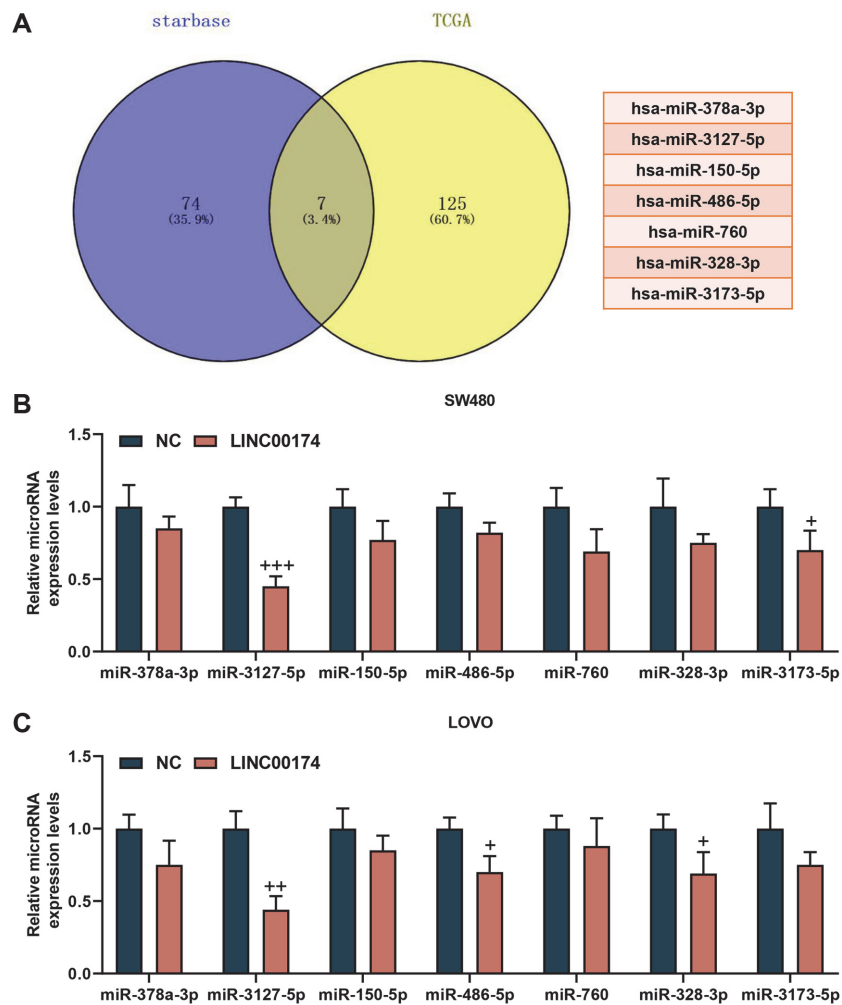 A
starbase
TCGA
74
(35.9%)
7
(3.4%)
125
(60.7%)
hsa-miR-378a-3p
hsa-miR-3127-5p
hsa-miR-150-5p
hsa-miR-486-5p
hsa-miR-760
hsa-miR-328-3p
hsa-miR-3173-5p
B
SW480
NC
LINC00174
Relative microRNA
expression levels
1.5
1.0
0.5
0.0
+++
+
miR-378a-3p
miR-3127-5p
miR-150-5p
miR-486-5p
miR-760
miR-328-3p
miR-3173-5p
C
LOVO
NC
LINC00174
Relative microRNA
expression levels
1.5
1.0
0.5
0.0
++
+
+
miR-378a-3p
miR-3127-5p
miR-150-5p
miR-486-5p
miR-760
miR-328-3p
miR-3173-5p